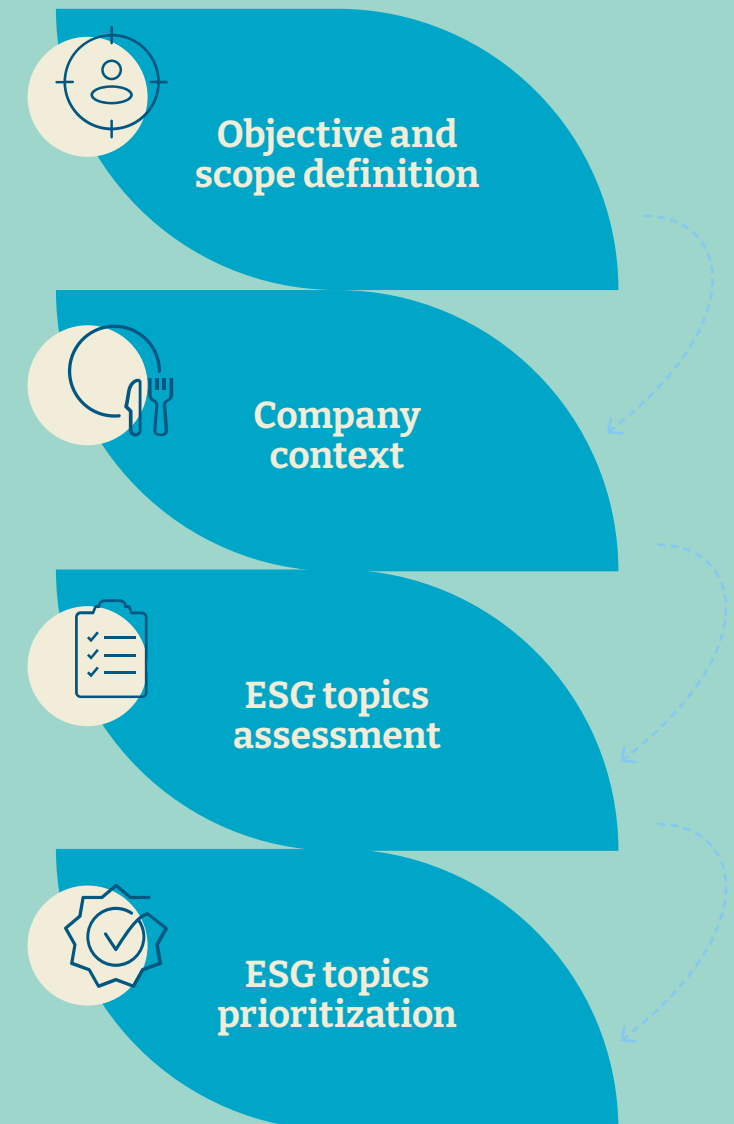 Objective and
scope definition
Company
context
ESG topics
assessment
ESG topics
prioritization